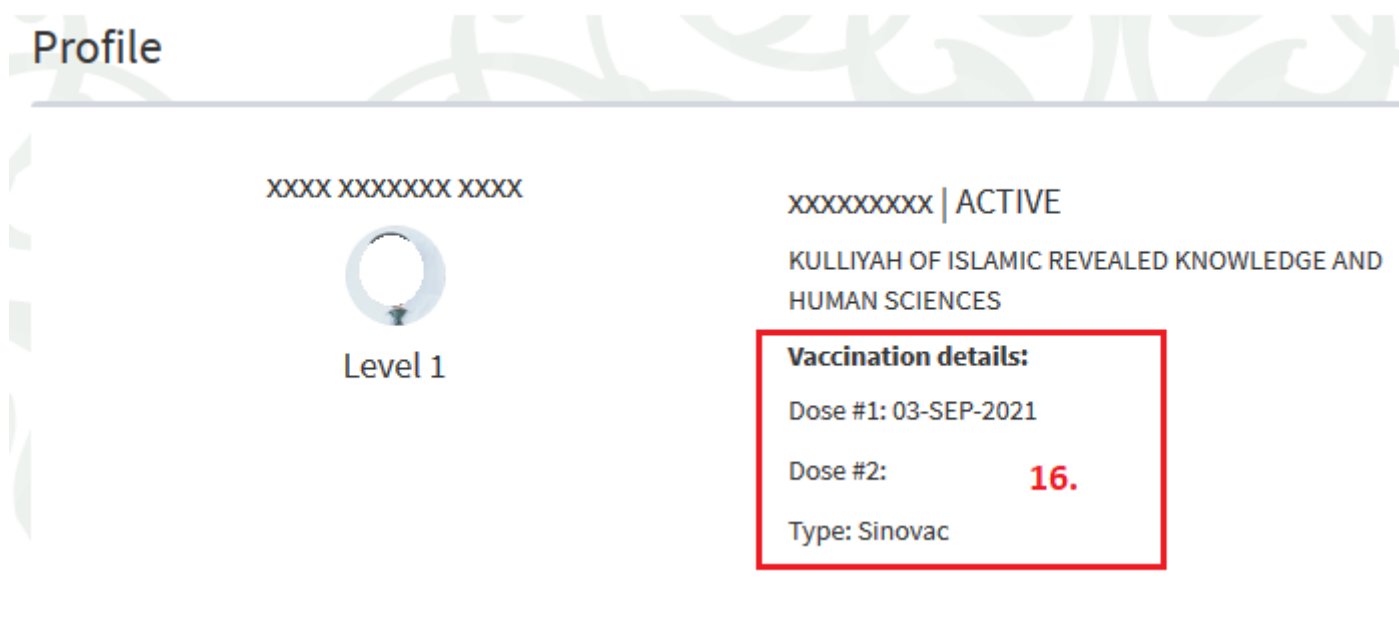 Profile
xxxx xxxxxxx xxxx
Level 1
xxxxxxxxx | ACTIVE
KULLIYAH OF ISLAMIC REVEALED KNOWLEDGE AND
HUMAN SCIENCES
Vaccination details:
Dose #1: 03-SEP-2021
Dose #2:
16.
Type: Sinovac